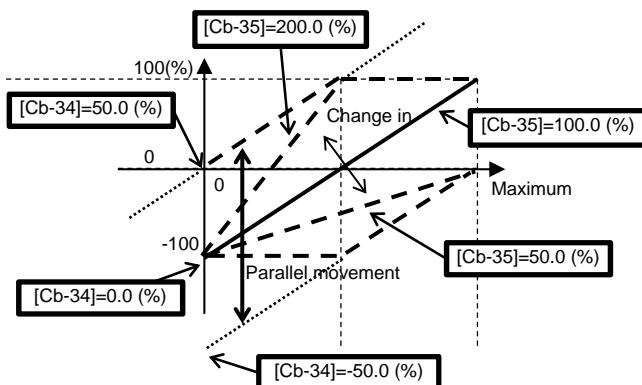 [Cb-35]=200.0 (%)
100(%)
[Cb-34]=50.0 (%)
Change in
[Cb-35]=100.0 (%)
0
0
Maximum
-100
[Cb-35]=50.0 (%)
Parallel movement
[Cb-34]=0.0 (%)
[Cb-34]=-50.0 (%)